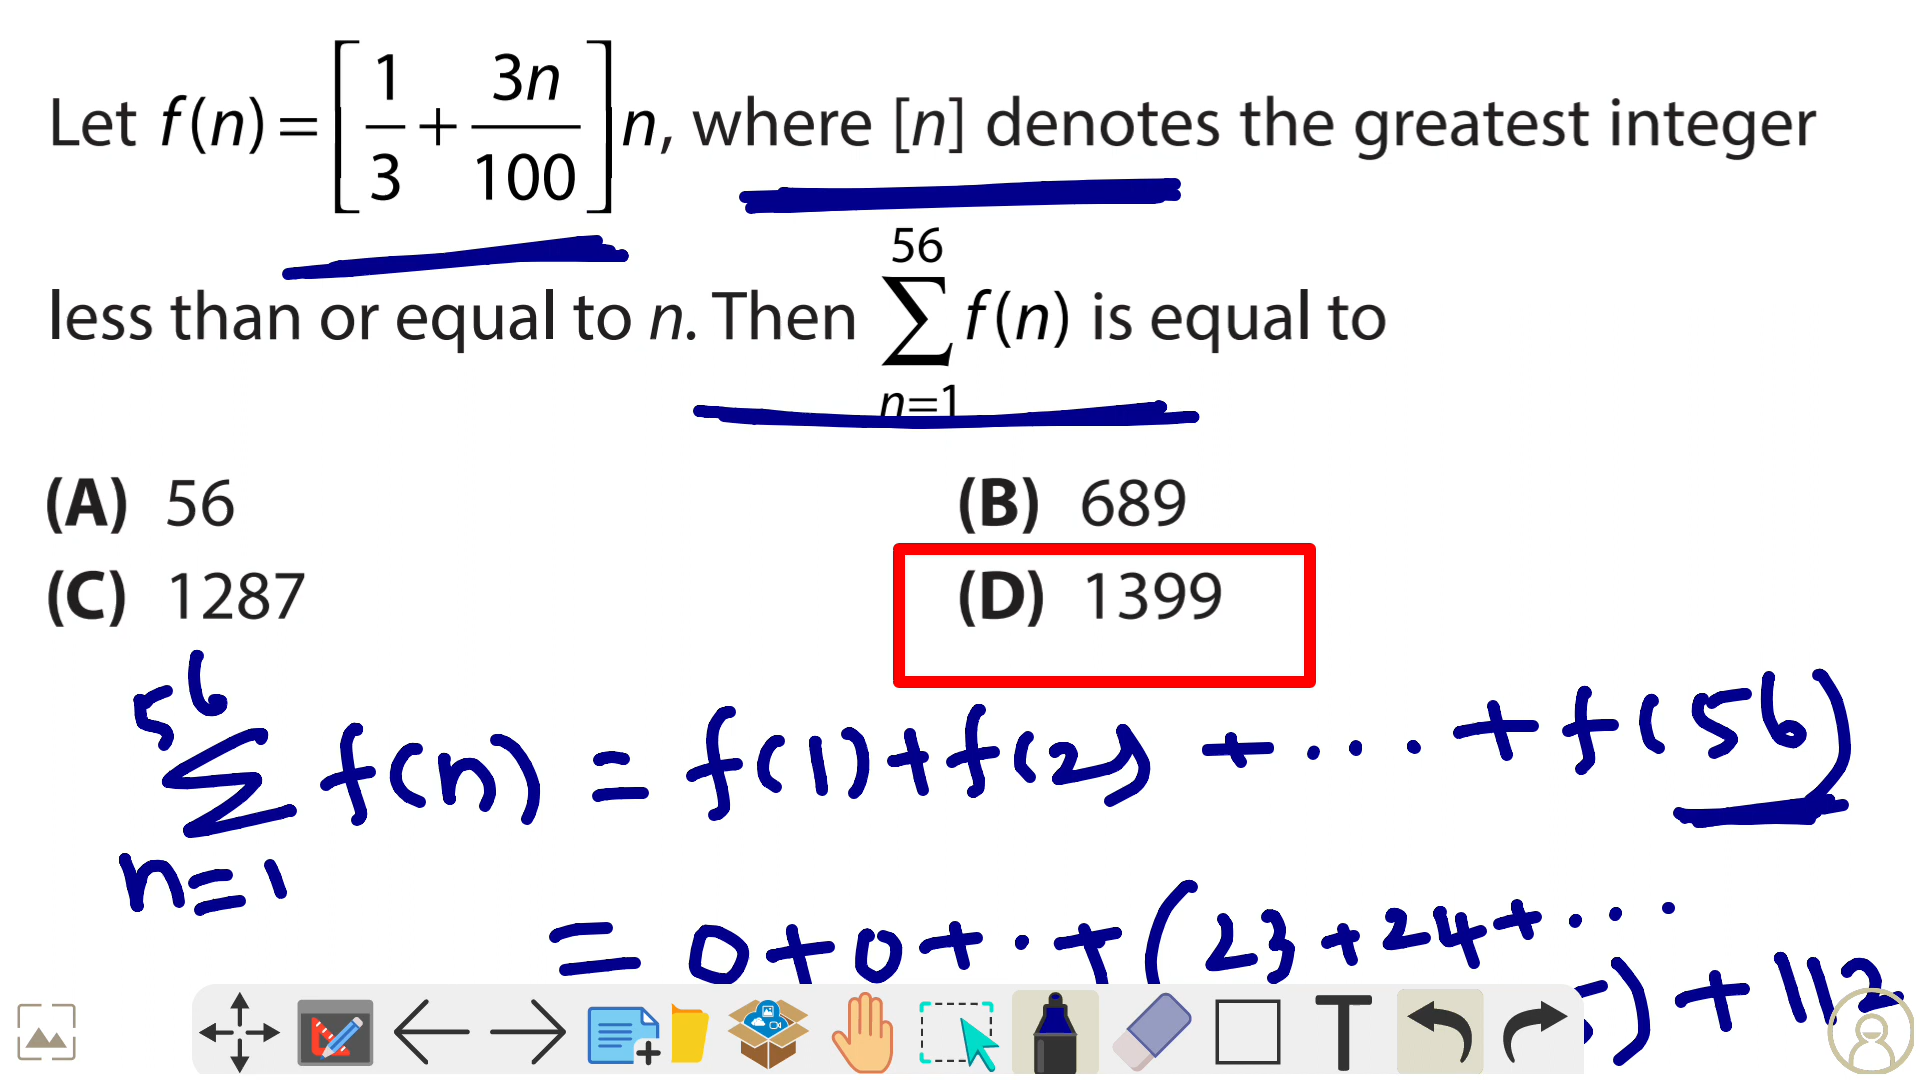 Let f(n) = [1/3 + 3n/100] n, where [n] denotes the greatest integer
less than or equal to n. Then ∑_{n=1}^{56} f(n) is equal to
(A) 56 (B) 689
(C) 1287 (D) 1399
∑_{n=1}^{56} f(n) = f(1) + f(2) + ... + f(56)
= 0 + 0 + .. + (23 + 24 + ...
) + 112
T